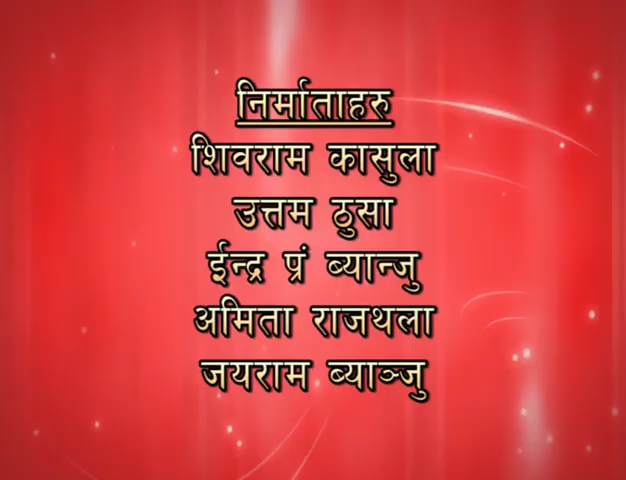 निर्माताहरु
शिवराम कासुला
उत्तम ठुसा
ईन्द्र प्रं ब्यान्जु
अमिता राजथला
जयराम ब्याञ्जु